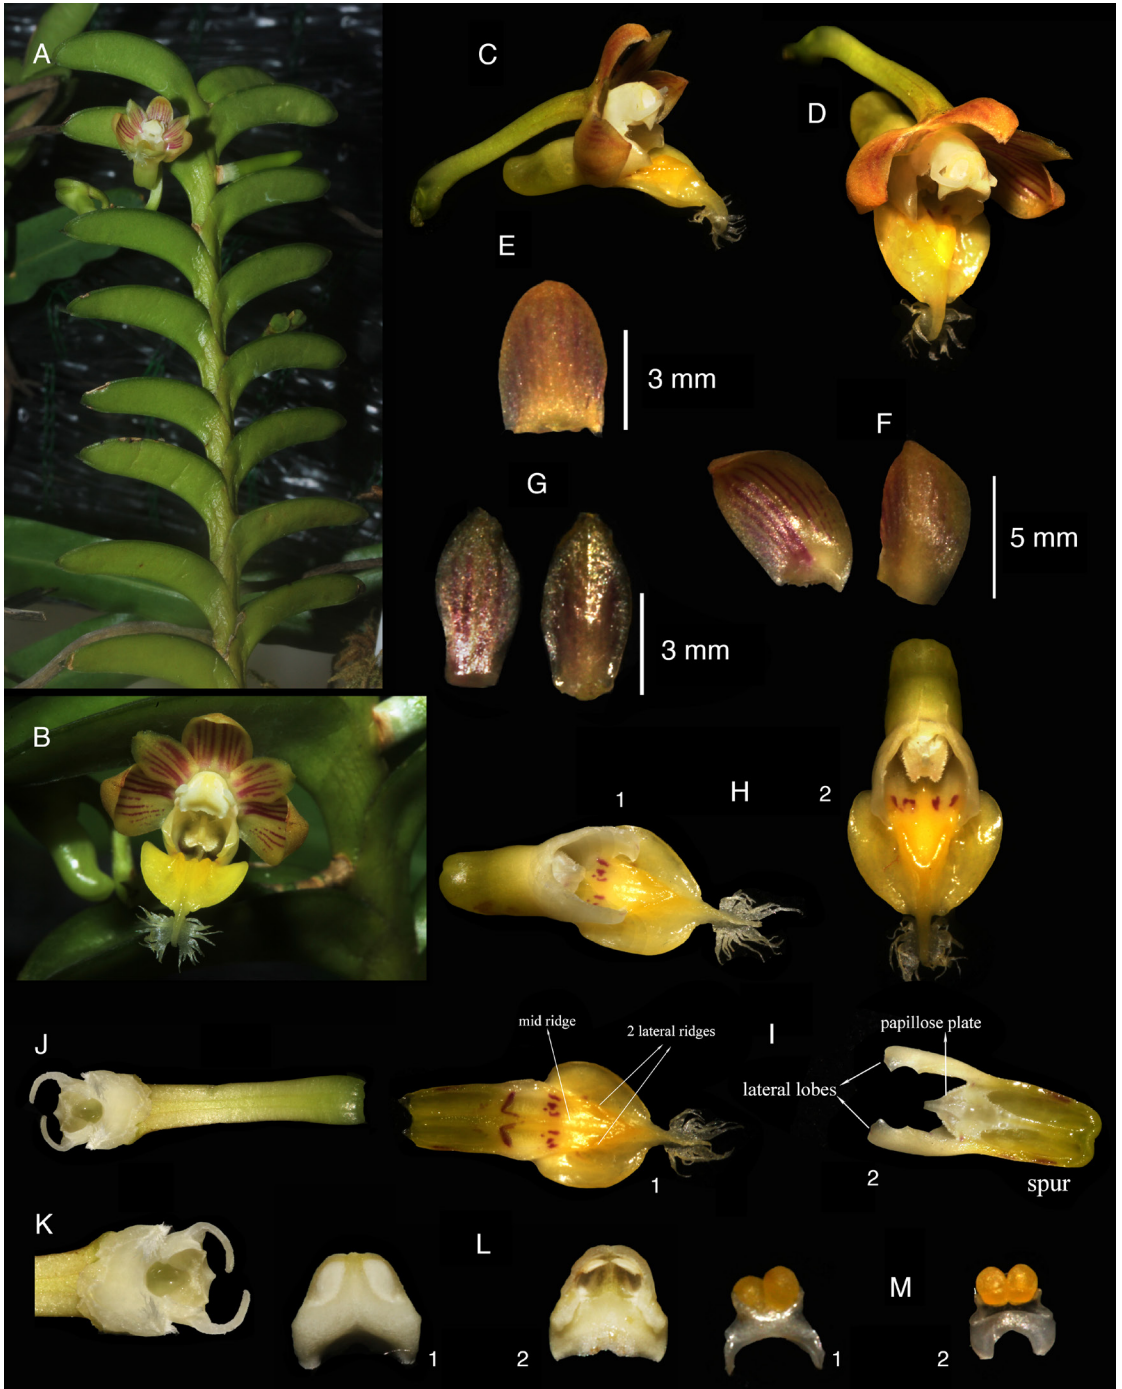 A
C
D
E
3 mm
F
G
5 mm
3 mm
B
1
H
2
mid ridge
2 lateral ridges
I
papillose plate
J
lateral lobes
1
2
spur
K
L
M
1
2
1
2